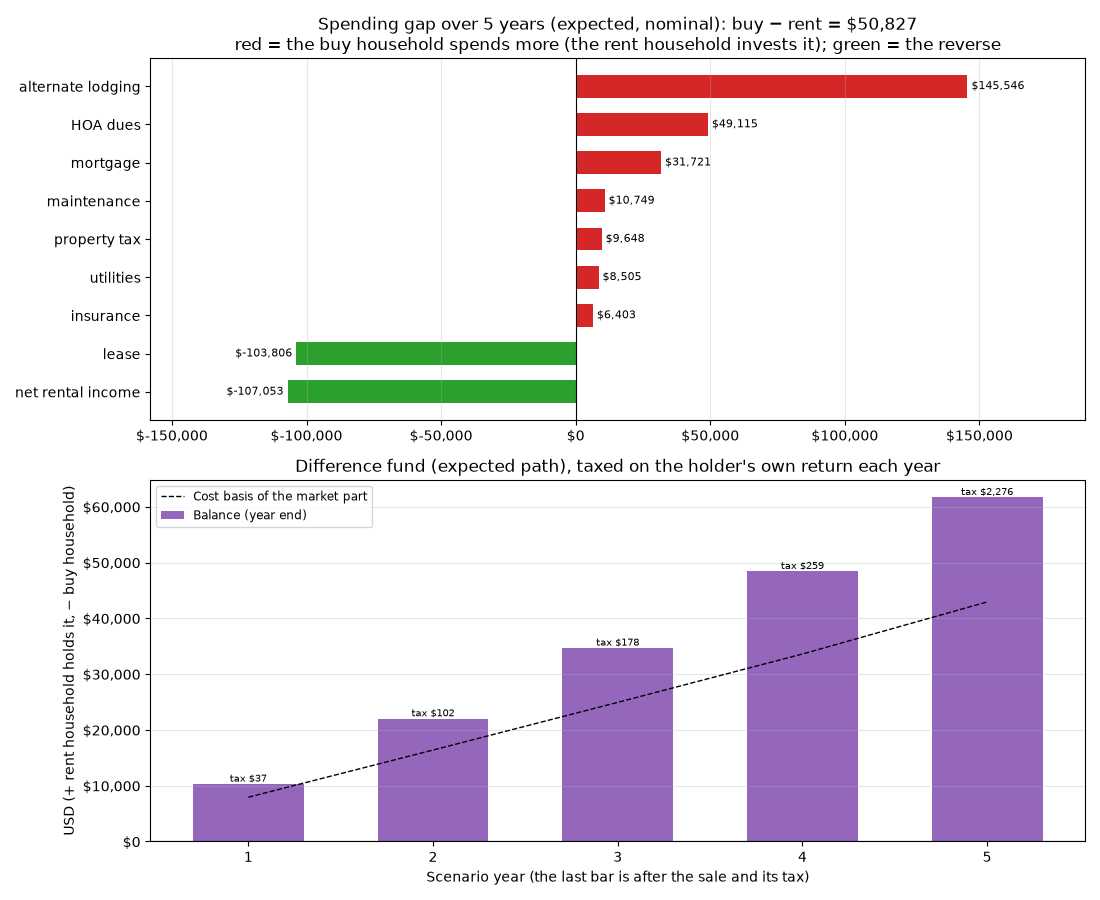 Spending gap over 5 years (expected, nominal): buy − rent = $50,827
red = the buy household spends more (the rent household invests it); green = the reverse
alternate lodging
$145,546
HOA dues
$49,115
mortgage
$31,721
maintenance
$10,749
property tax
$9,648
utilities
$8,505
insurance
$6,403
lease
$-103,806
net rental income
$-107,053
$-150,000
$-100,000
$-50,000
$0
$50,000
$100,000
$150,000
Difference fund (expected path), taxed on the holder's own return each year
USD (+ rent household holds it, − buy household)
Cost basis of the market part
Balance (year end)
$60,000
$50,000
$40,000
$30,000
$20,000
$10,000
$0
tax $37
tax $102
tax $178
tax $259
tax $2,276
1
2
3
4
5
Scenario year (the last bar is after the sale and its tax)